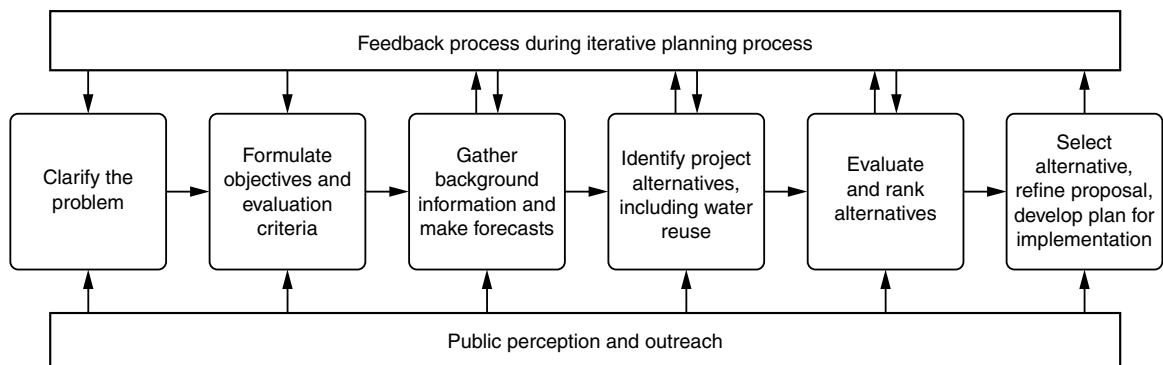 Feedback process during iterative planning process
Clarify the
problem
Formulate
objectives and
evaluation
criteria
Gather
background
information and
make forecasts
Identify project
alternatives,
including water
reuse
Evaluate
and rank
alternatives
Select
alternative,
refine proposal,
develop plan for
implementation
Public perception and outreach